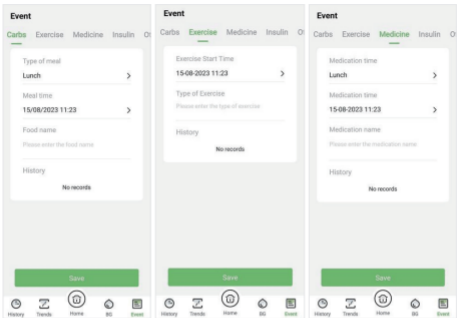 Event
Carbs Exercise Medicine Insulin O
Type of meal
Lunch >
Meal time
15/08/2023 11:23 >
Food name
Please enter the food name
History
No records
Save
History Trends Home BG Event
Event
Carbs Exercise Medicine Insulin O
Exercise Start Time
15-08-2023 11:23 >
Type of Exercise
Please enter the type of exercise
History
No records
Save
History Trends Home BG Event
Event
Carbs Exercise Medicine Insulin O
Medication time
Lunch >
Medication time
15-08-2023 11:23 >
Medication name
Please enter the medication name
History
No records
Save
History Trends Home BG Event